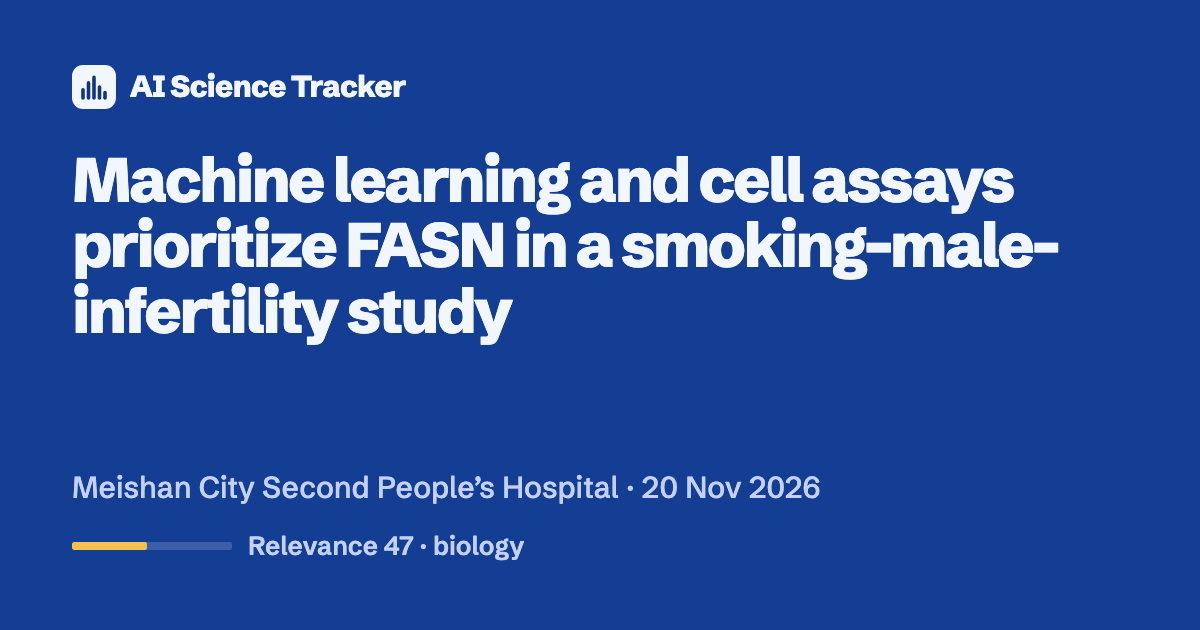 AI Science Tracker
Machine learning and cell assays
prioritize FASN in a smoking-male-
infertility study
Meishan City Second People’s Hospital · 20 Nov 2026
Relevance 47 · biology